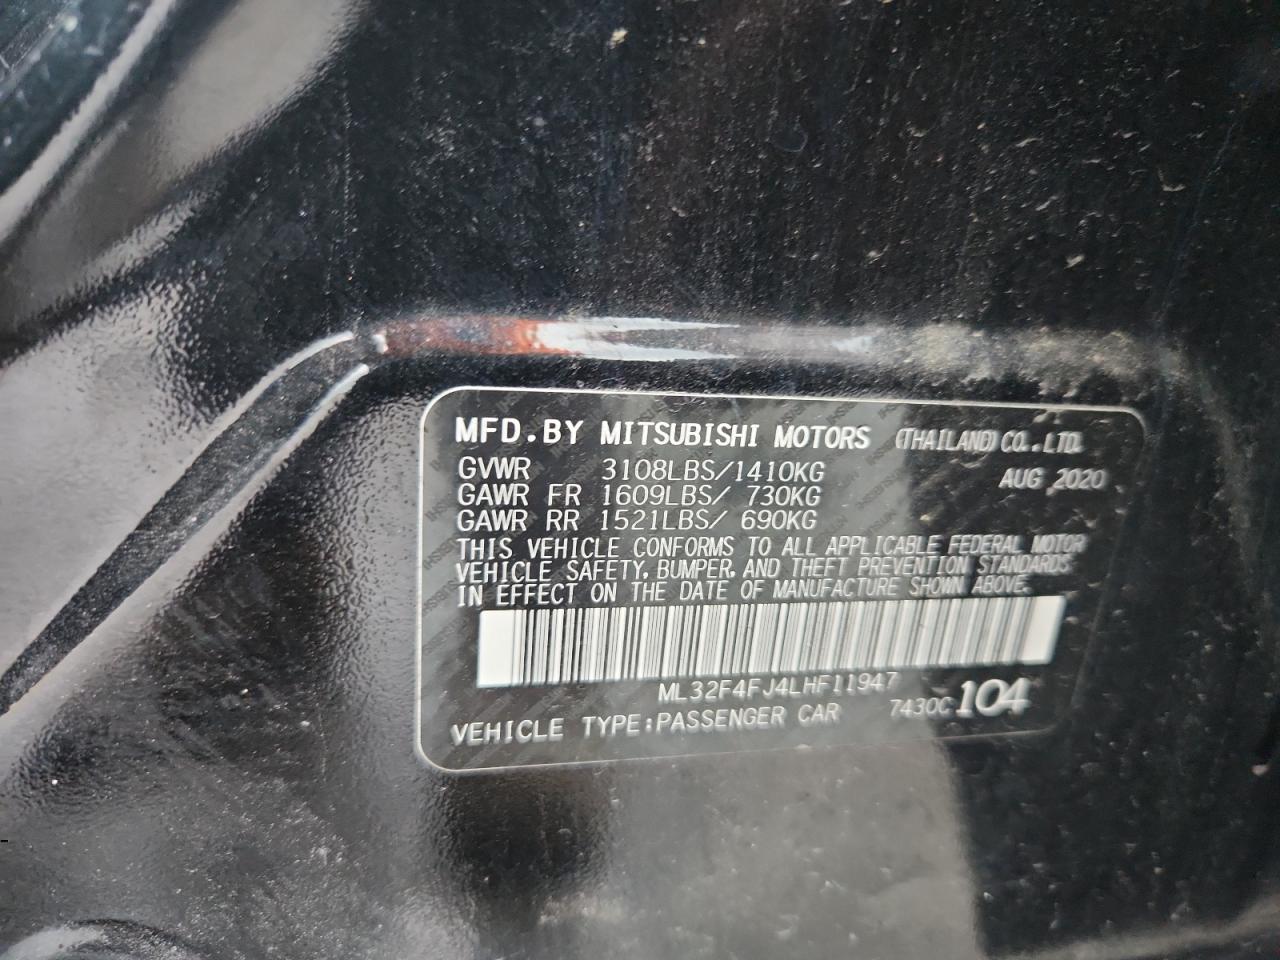 MFD.BY MITSUBISHI MOTORS (THAILAND) CO.,LTD.
GVWR 3108LBS/1410KG AUG 2020
GAWR FR 1609LBS/ 730KG
GAWR RR 1521LBS/ 690KG
THIS VEHICLE CONFORMS TO ALL APPLICABLE FEDERAL MOTOR
VEHICLE SAFETY, BUMPER, AND THEFT PREVENTION STANDARDS
IN EFFECT ON THE DATE OF MANUFACTURE SHOWN ABOVE.
ML32F4FJ4LHF11947
VEHICLE TYPE:PASSENGER CAR 7430C 104